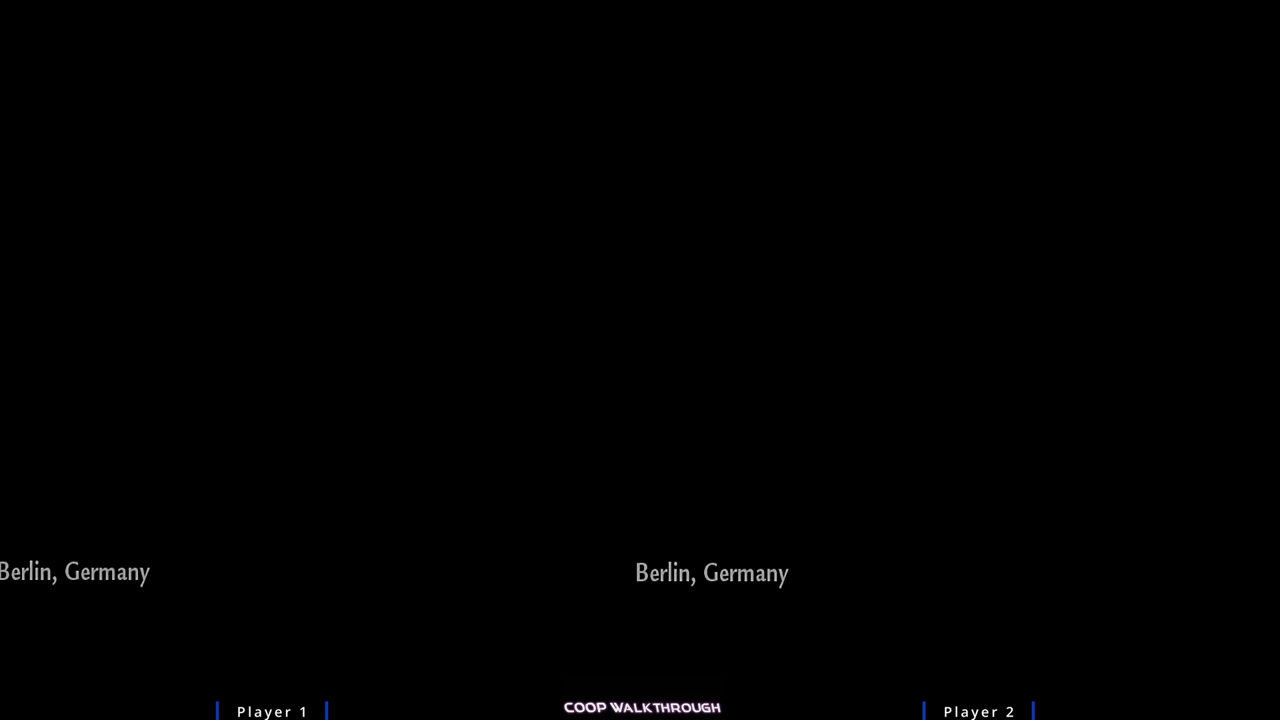 Berlin, Germany
Berlin, Germany
Player 1
COOP WALKTHROUGH
Player 2